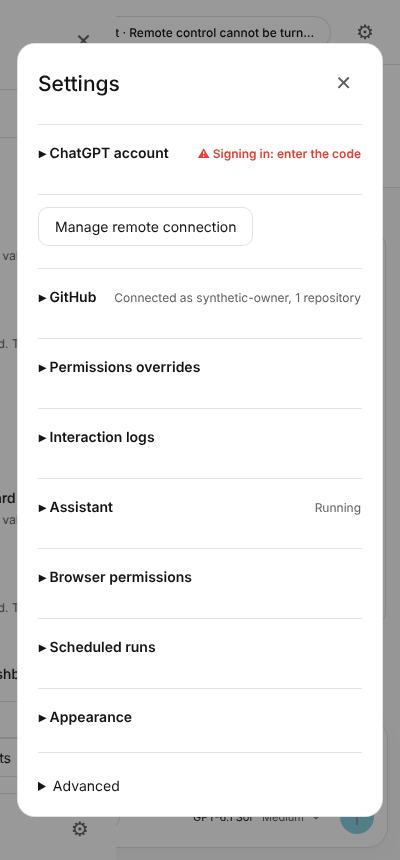 t · Remote control cannot be turn...
Settings
ChatGPT account
Signing in: enter the code
Manage remote connection
GitHub
Connected as synthetic-owner, 1 repository
Permissions overrides
Interaction logs
Assistant
Running
Browser permissions
Scheduled runs
Appearance
Advanced